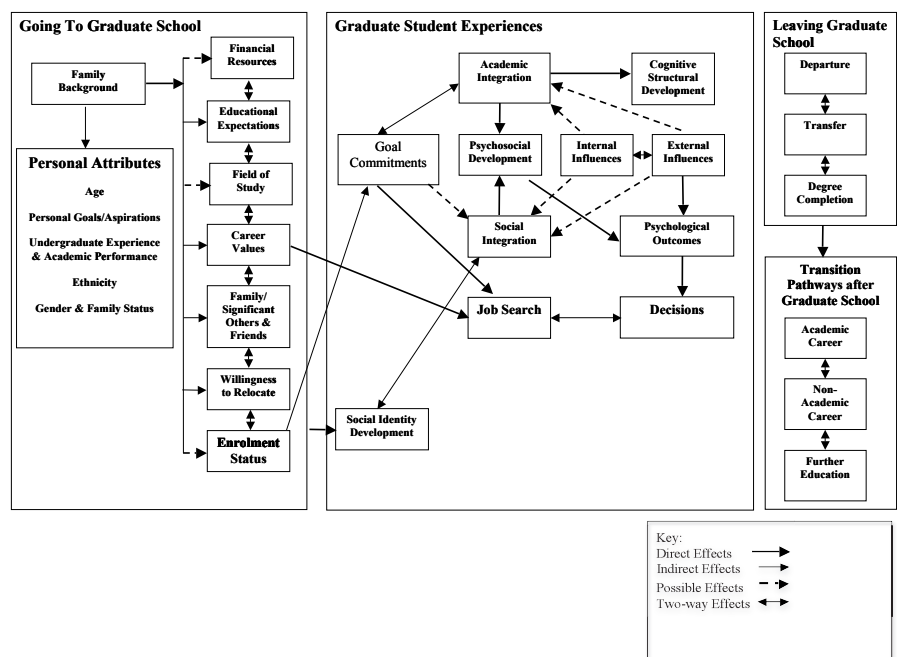 Going To Graduate School
Family
Background
Personal Attributes
Age
Personal Goals/Aspirations
Undergraduate Experience
& Academic Performance
Ethnicity
Gender & Family Status
Financial
Resources
Educational
Expectations
Field of
Study
Career
Values
Family/
Significant
Others &
Friends
Willingness
to Relocate
Enrolment
Status
Graduate Student Experiences
Academic
Integration
Cognitive
Structural
Development
Goal
Commitments
Psychosocial
Development
Internal
Influences
External
Influences
Social
Integration
Psychological
Outcomes
Job Search
Decisions
Social Identity
Development
Leaving Graduate
School
Departure
Transfer
Degree
Completion
Transition
Pathways after
Graduate School
Academic
Career
Non-
Academic
Career
Further
Education
Key:
Direct Effects
Indirect Effects
Possible Effects
Two-way Effects